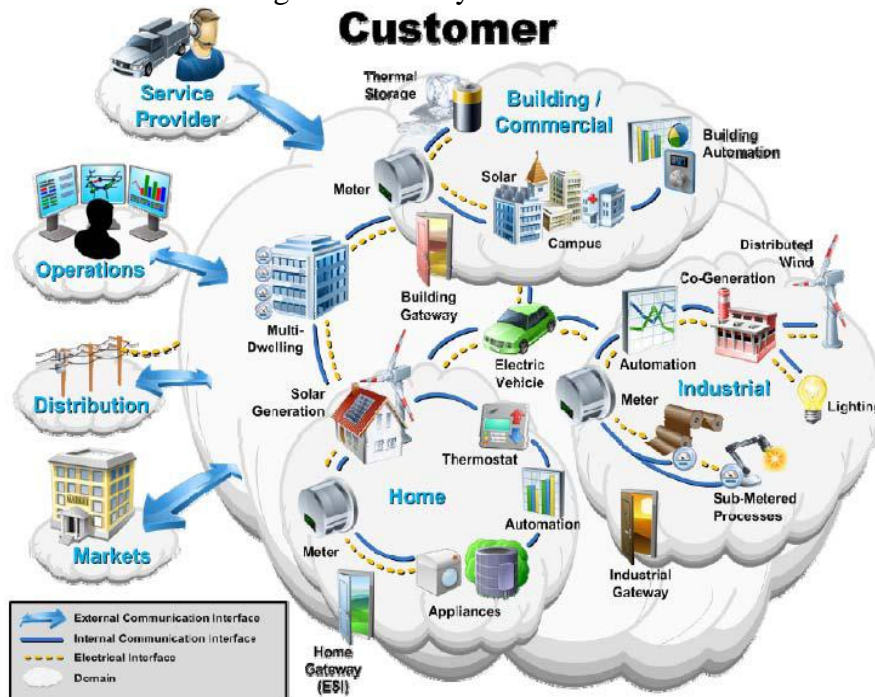 Customer
Service
Provider
Thermal
Storage
Building /
Commercial
Building
Automation
Meter
Solar
Campus
Operations
Multi-
Dwelling
Building
Gateway
Electric
Vehicle
Distributed
Wind
Co-Generation
Automation
Industrial
Meter
Lighting
Sub-Metered
Processes
Industrial
Gateway
Distribution
Solar
Generation
Thermostat
Home
Automation
Meter
Appliances
Home
Gateway
(ESI)
MARKET
Markets
External Communication Interface
Internal Communication Interface
Electrical Interface
Domain